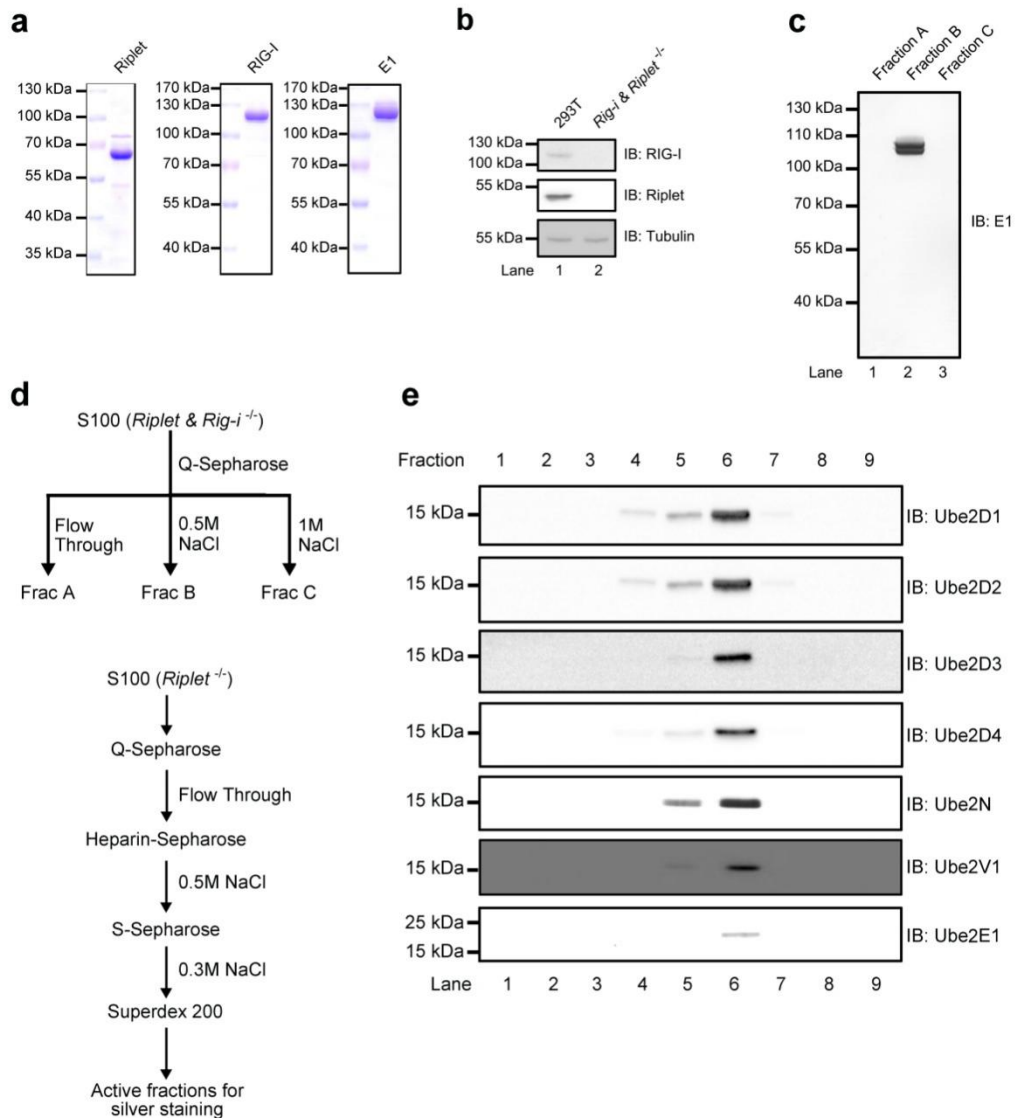 a
Riplet
130 kDa
100 kDa
70 kDa
55 kDa
40 kDa
35 kDa
RIG-I
170 kDa
130 kDa
100 kDa
70 kDa
55 kDa
40 kDa
E1
170 kDa
130 kDa
100 kDa
70 kDa
55 kDa
40 kDa
b
293T
Rig-i & Riplet -/-
130 kDa
100 kDa
IB: RIG-I
55 kDa
IB: Riplet
55 kDa
IB: Tubulin
Lane 1 2
c
Fraction A
Fraction B
Fraction C
130 kDa
110 kDa
100 kDa
70 kDa
55 kDa
40 kDa
IB: E1
Lane 1 2 3
d
S100 (Riplet & Rig-i -/-)
Q-Sepharose
Flow
Through
0.5M
NaCl
1M
NaCl
Frac A Frac B Frac C
S100 (Riplet -/-)
Q-Sepharose
Flow Through
Heparin-Sepharose
0.5M NaCl
S-Sepharose
0.3M NaCl
Superdex 200
Active fractions for
silver staining
e
Fraction 1 2 3 4 5 6 7 8 9
15 kDa IB: Ube2D1
15 kDa IB: Ube2D2
15 kDa IB: Ube2D3
15 kDa IB: Ube2D4
15 kDa IB: Ube2N
15 kDa IB: Ube2V1
25 kDa
15 kDa
IB: Ube2E1
Lane 1 2 3 4 5 6 7 8 9